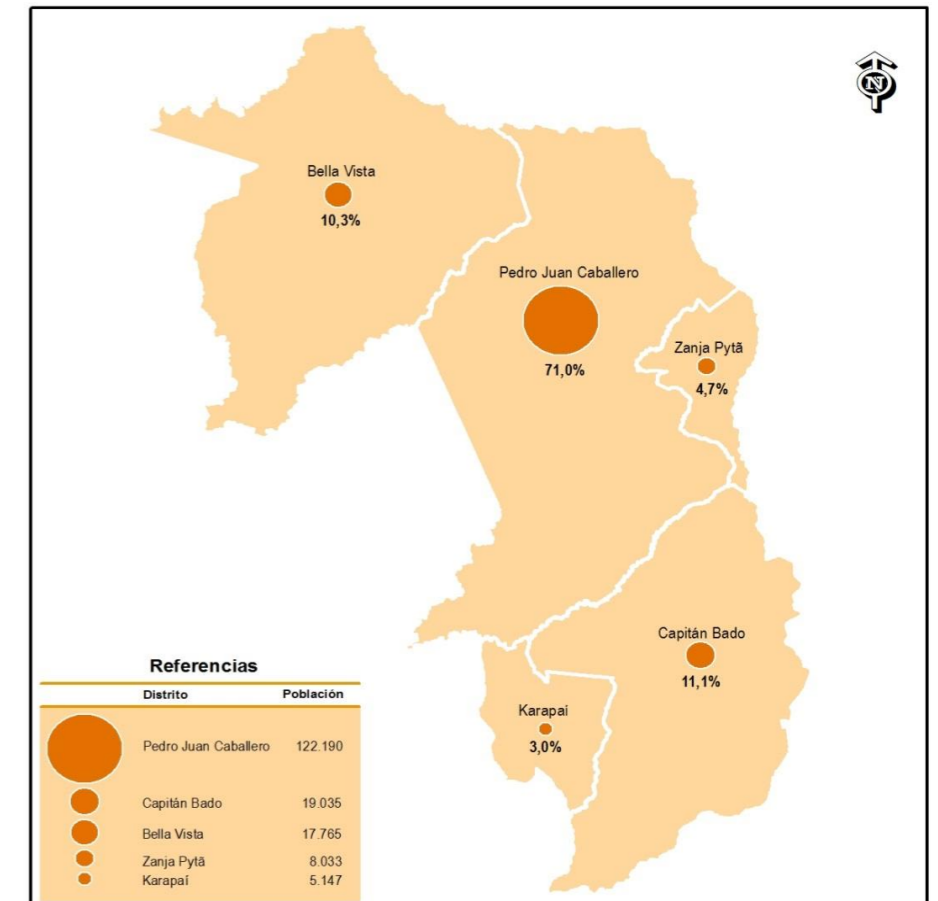 N
Bella Vista
10,3%
Pedro Juan Caballero
71,0%
Zanja Pytã
4,7%
Capitán Bado
11,1%
Karapai
3,0%
Referencias
Distrito Población
Pedro Juan Caballero 122.190
Capitán Bado 19.035
Bella Vista 17.765
Zanja Pytã 8.033
Karapaí 5.147